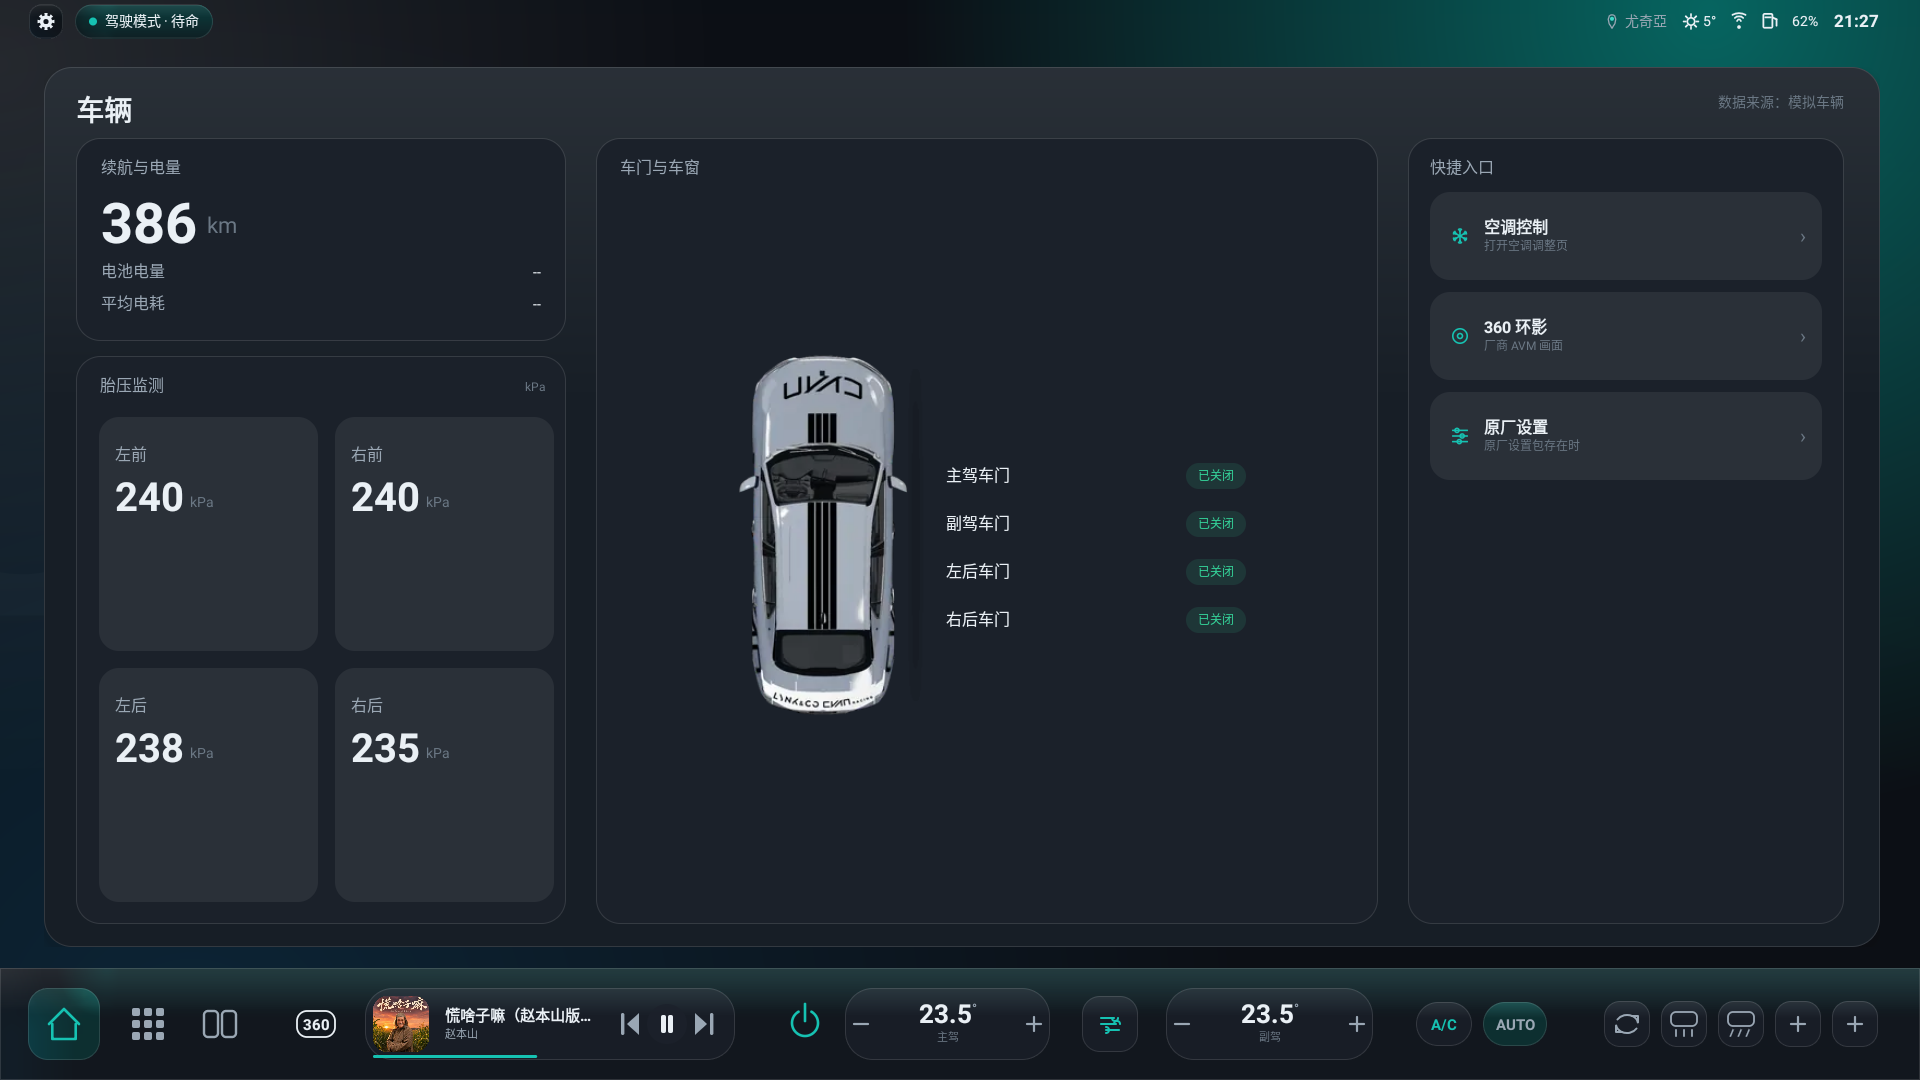 驾驶模式 · 待命
尤奇亞
5°
62%
21:27
车辆
数据来源：模拟车辆
续航与电量
386 km
电池电量 --
平均电耗 --
胎压监测 kPa
左前
240 kPa
右前
240 kPa
左后
238 kPa
右后
235 kPa
车门与车窗
LYNK&CO
主驾车门 已关闭
副驾车门 已关闭
左后车门 已关闭
右后车门 已关闭
快捷入口
空调控制
打开空调调整页
360 环影
厂商 AVM 画面
原厂设置
原厂设置包存在时
360
慌啥子嘛
慌啥子嘛（赵本山版...
赵本山
23.5°
主驾
23.5°
副驾
A/C
AUTO